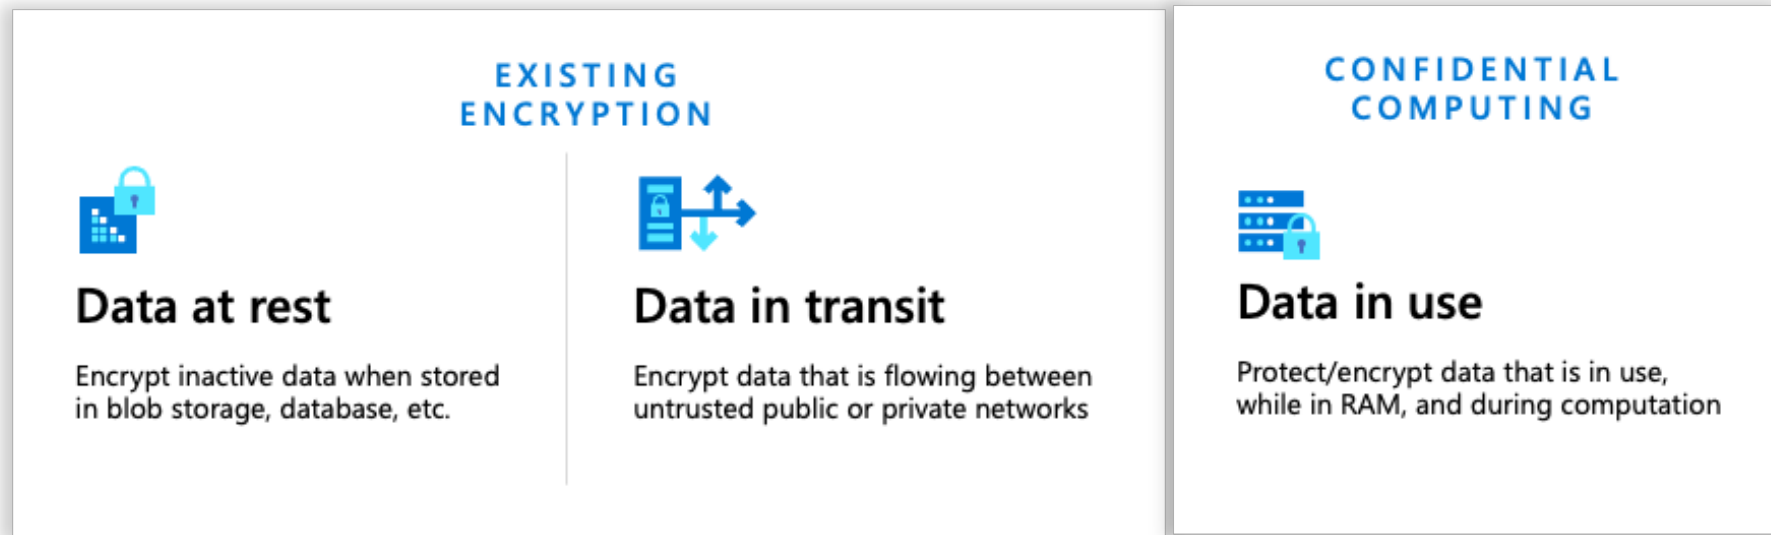 EXISTING
ENCRYPTION
Data at rest
Encrypt inactive data when stored
in blob storage, database, etc.
Data in transit
Encrypt data that is flowing between
untrusted public or private networks
CONFIDENTIAL
COMPUTING
Data in use
Protect/encrypt data that is in use,
while in RAM, and during computation